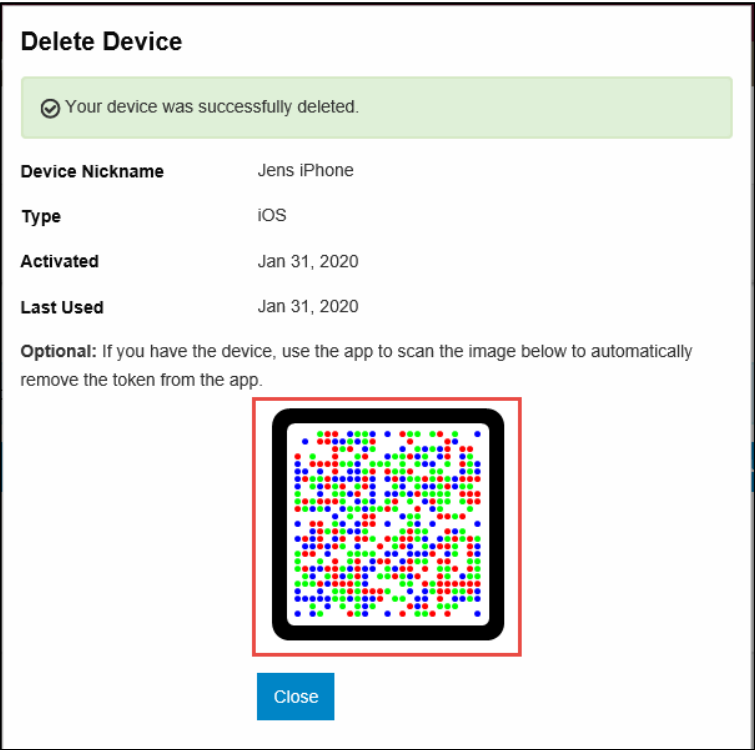 Delete Device
Your device was successfully deleted.
Device Nickname Jens iPhone
Type iOS
Activated Jan 31, 2020
Last Used Jan 31, 2020
Optional: If you have the device, use the app to scan the image below to automatically
remove the token from the app.
Close